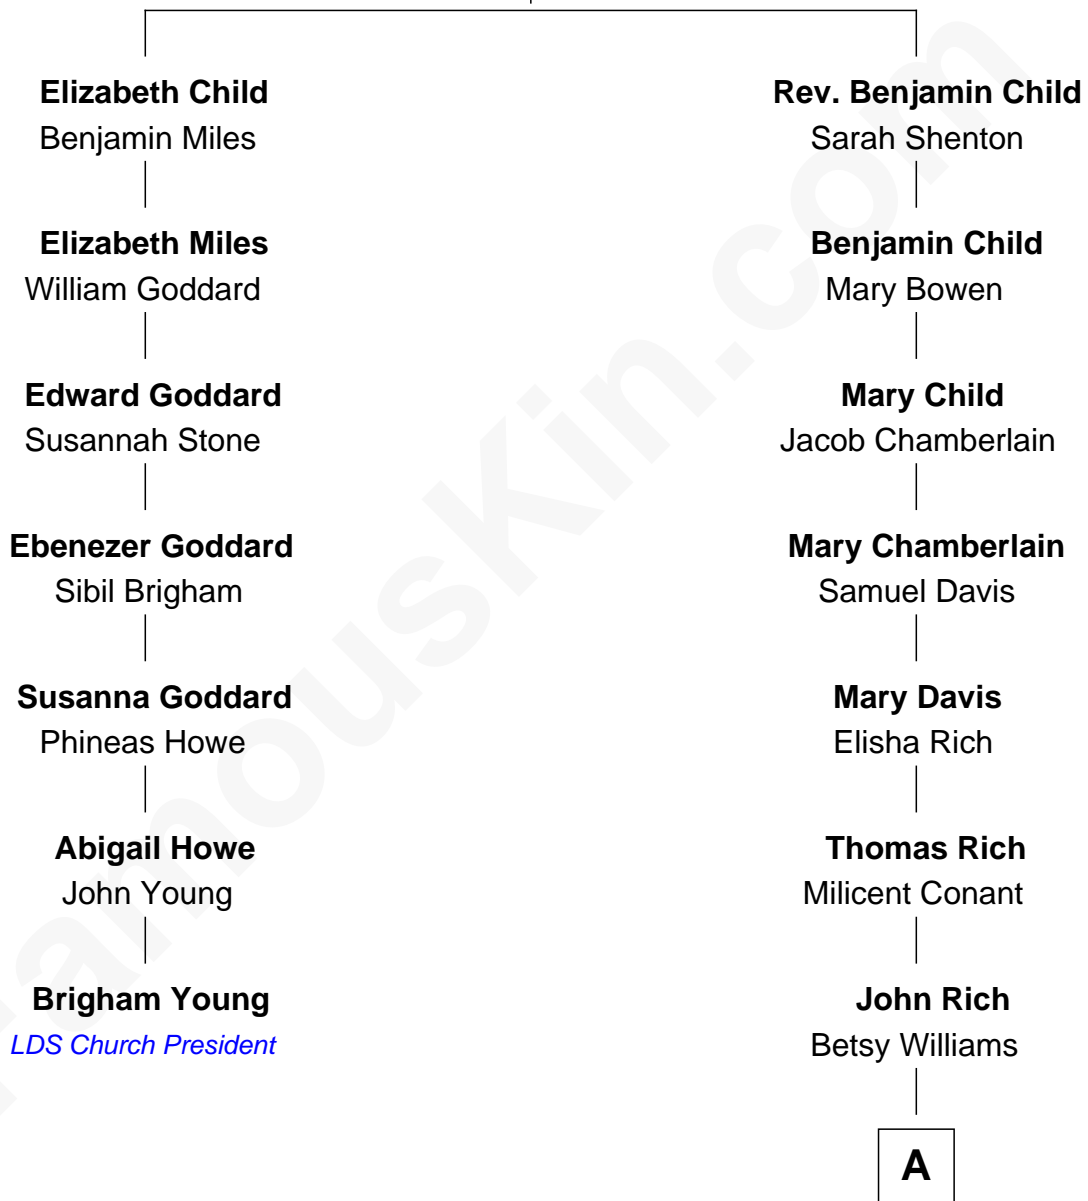 Elizabeth Child
Benjamin Miles
Elizabeth Miles
William Goddard
Edward Goddard
Susannah Stone
Ebenezer Goddard
Sibil Brigham
Susanna Goddard
Phineas Howe
Abigail Howe
John Young
Brigham Young
LDS Church President
Rev. Benjamin Child
Sarah Shenton
Benjamin Child
Mary Bowen
Mary Child
Jacob Chamberlain
Mary Chamberlain
Samuel Davis
Mary Davis
Elisha Rich
Thomas Rich
Milicent Conant
John Rich
Betsy Williams
A
FamousKin.com